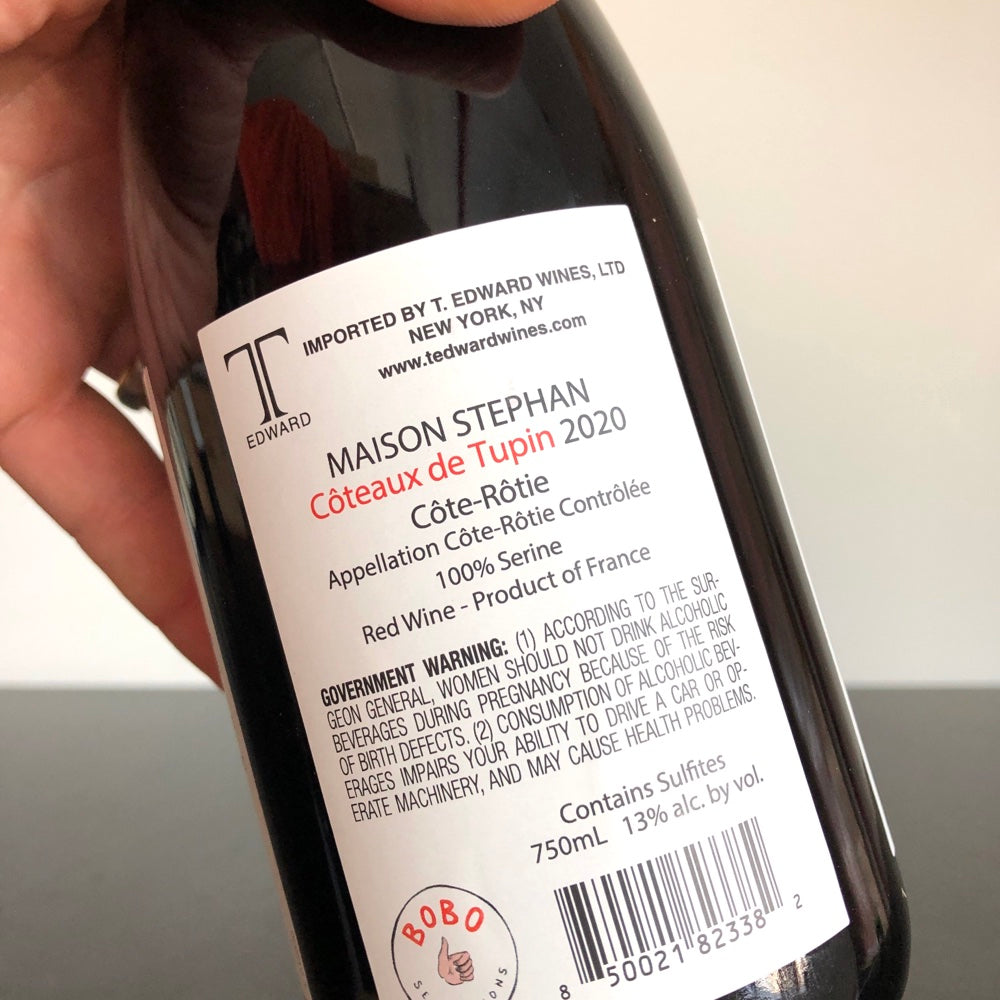 IMPORTED BY T. EDWARD WINES, LTD
NEW YORK, NY
www.tedwardwines.com
T
EDWARD
MAISON STEPHAN
Côteaux de Tupin 2020
Côte-Rôtie
Appellation Côte-Rôtie Contrôlée
100% Serine
Red Wine - Product of France
GOVERNMENT WARNING: (1) ACCORDING TO THE SUR-
GEON GENERAL, WOMEN SHOULD NOT DRINK ALCOHOLIC
BEVERAGES DURING PREGNANCY BECAUSE OF THE RISK
OF BIRTH DEFECTS. (2) CONSUMPTION OF ALCOHOLIC BEV-
ERAGES IMPAIRS YOUR ABILITY TO DRIVE A CAR OR OP-
ERATE MACHINERY, AND MAY CAUSE HEALTH PROBLEMS.
Contains Sulfites
750mL 13% alc. by vol.
BOBO
8 50021 82338 2